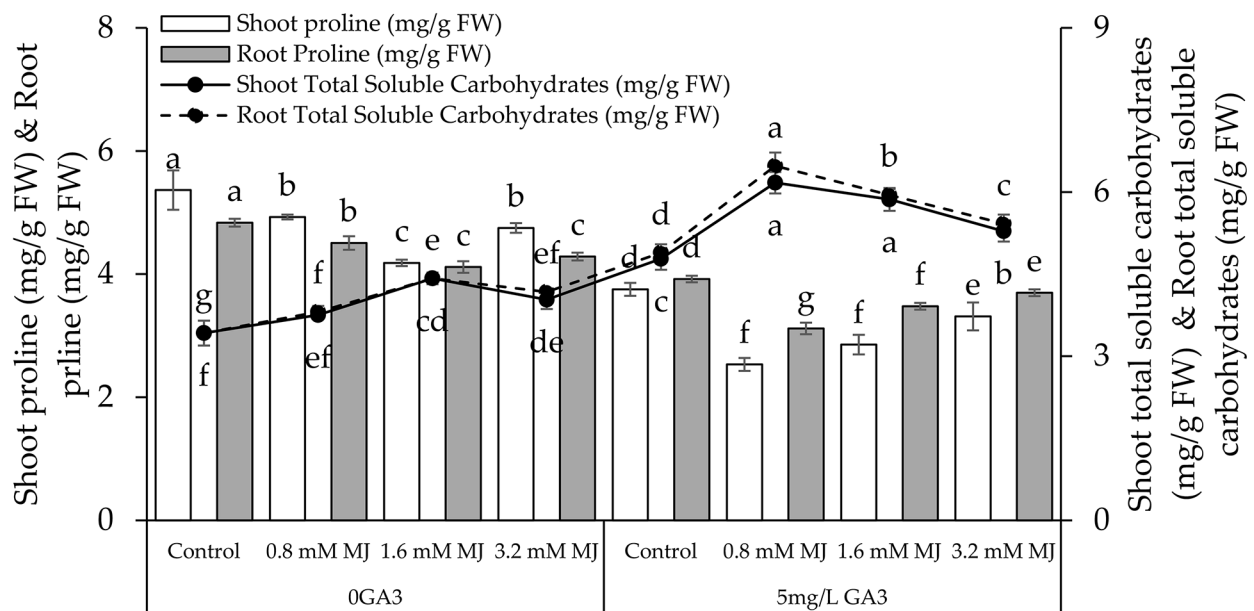 Shoot proline (mg/g FW) & Root
prline (mg/g FW)
8
6
4
2
0
Shoot proline (mg/g FW)
Root Proline (mg/g FW)
Shoot Total Soluble Carbohydrates (mg/g FW)
Root Total Soluble Carbohydrates (mg/g FW)
a
a
g
f
b
b
f
ef
c
c
e
cd
b
c
ef
de
d
d
d
c
a
a
f
g
b
a
f
f
c
b
e
e
9
6
3
0
Shoot total soluble carbohydrates
(mg/g FW) & Root total soluble
carbohydrates (mg/g FW)
Control 0.8 mM MJ 1.6 mM MJ 3.2 mM MJ Control 0.8 mM MJ 1.6 mM MJ 3.2 mM MJ
0GA3 5mg/L GA3